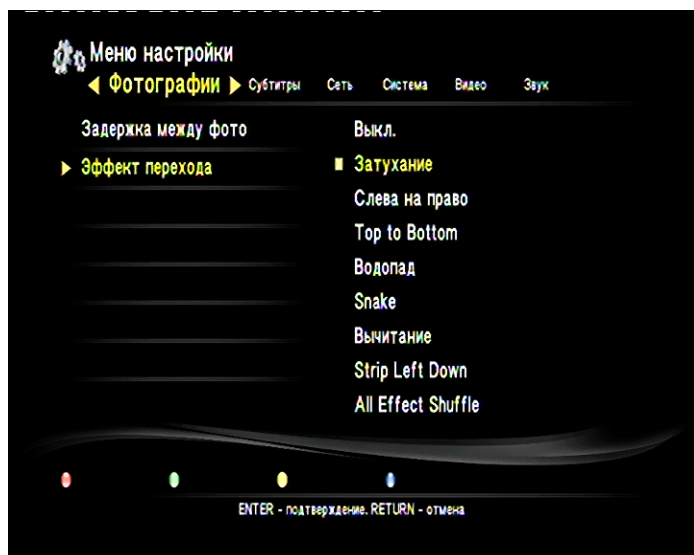 Меню настройки
Фотографии Субтитры Сеть Система Видео Звук
Задержка между фото
Эффект перехода
Выкл.
Затухание
Слева на право
Top to Bottom
Водопад
Snake
Вычитание
Strip Left Down
All Effect Shuffle
ENTER - подтверждение. RETURN - отмена